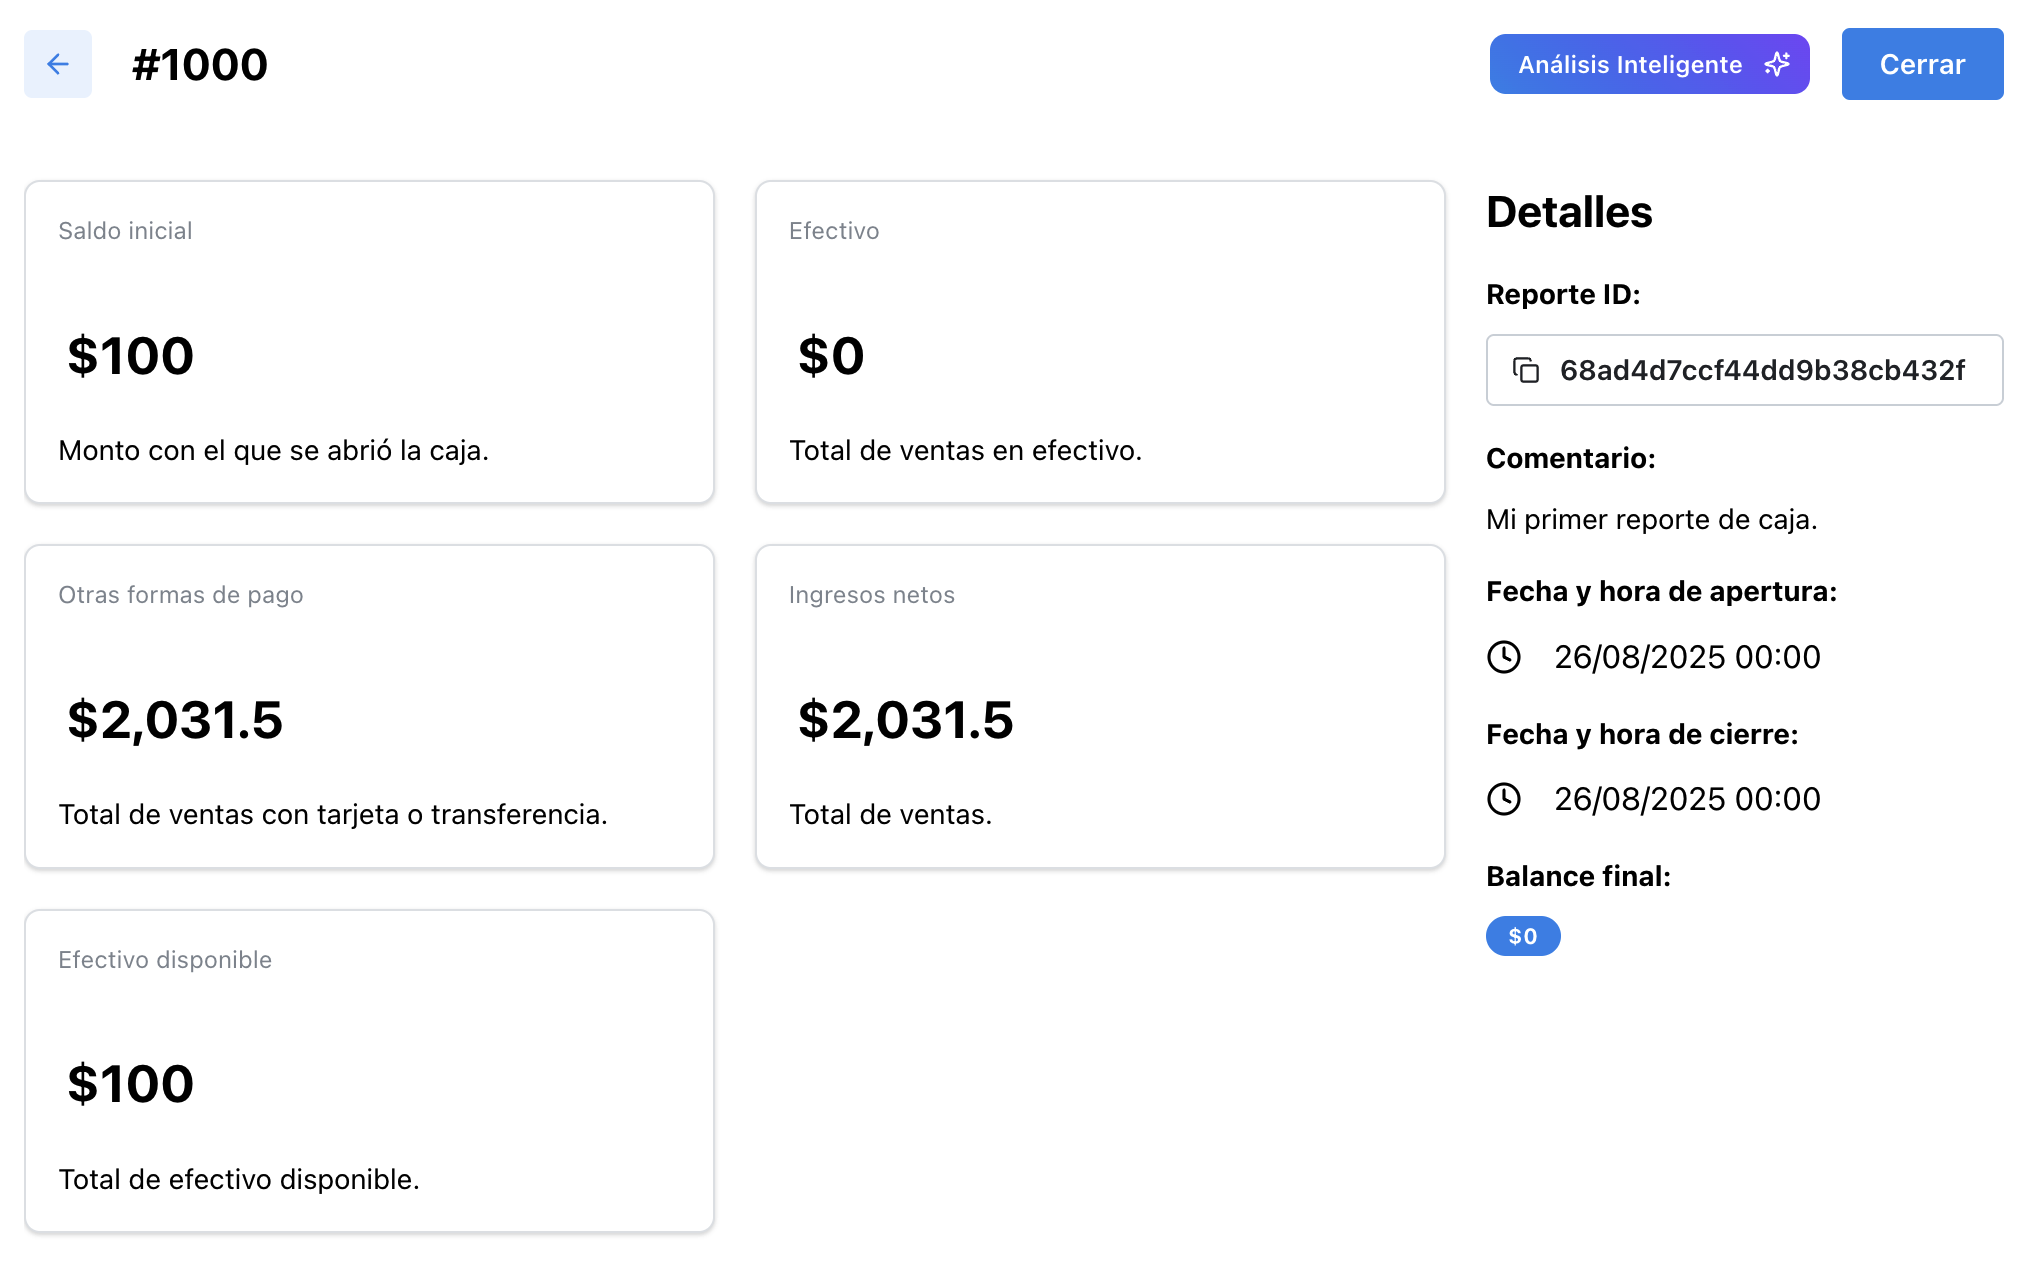 #1000
Análisis Inteligente
Cerrar
Saldo inicial
$100
Monto con el que se abrió la caja.
Efectivo
$0
Total de ventas en efectivo.
Otras formas de pago
$2,031.5
Total de ventas con tarjeta o transferencia.
Ingresos netos
$2,031.5
Total de ventas.
Efectivo disponible
$100
Total de efectivo disponible.
Detalles
Reporte ID:
68ad4d7ccf44dd9b38cb432f
Comentario:
Mi primer reporte de caja.
Fecha y hora de apertura:
26/08/2025 00:00
Fecha y hora de cierre:
26/08/2025 00:00
Balance final:
$0